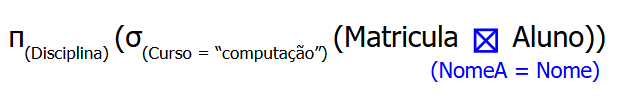 π(Disciplina) (σ(Curso = “computação”) (Matricula ⋈ Aluno))
(NomeA = Nome)